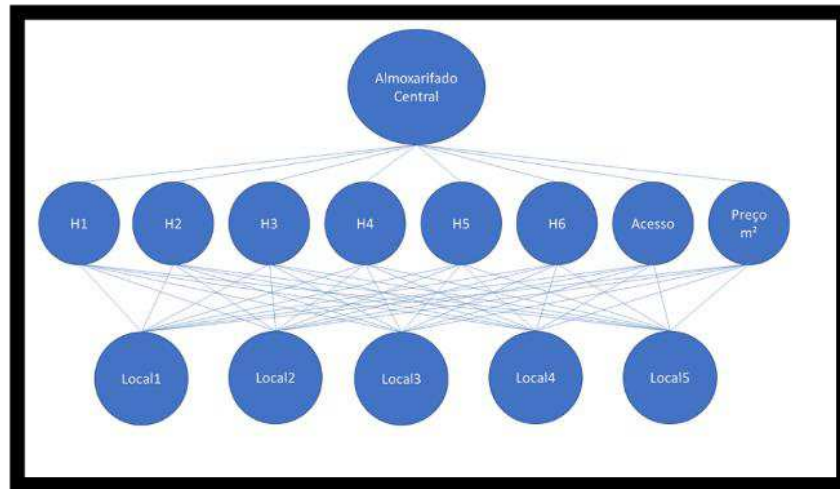 Almoxarifado
Central
H1
H2
H3
H4
H5
H6
Acesso
Preço
m²
Local1
Local2
Local3
Local4
Local5